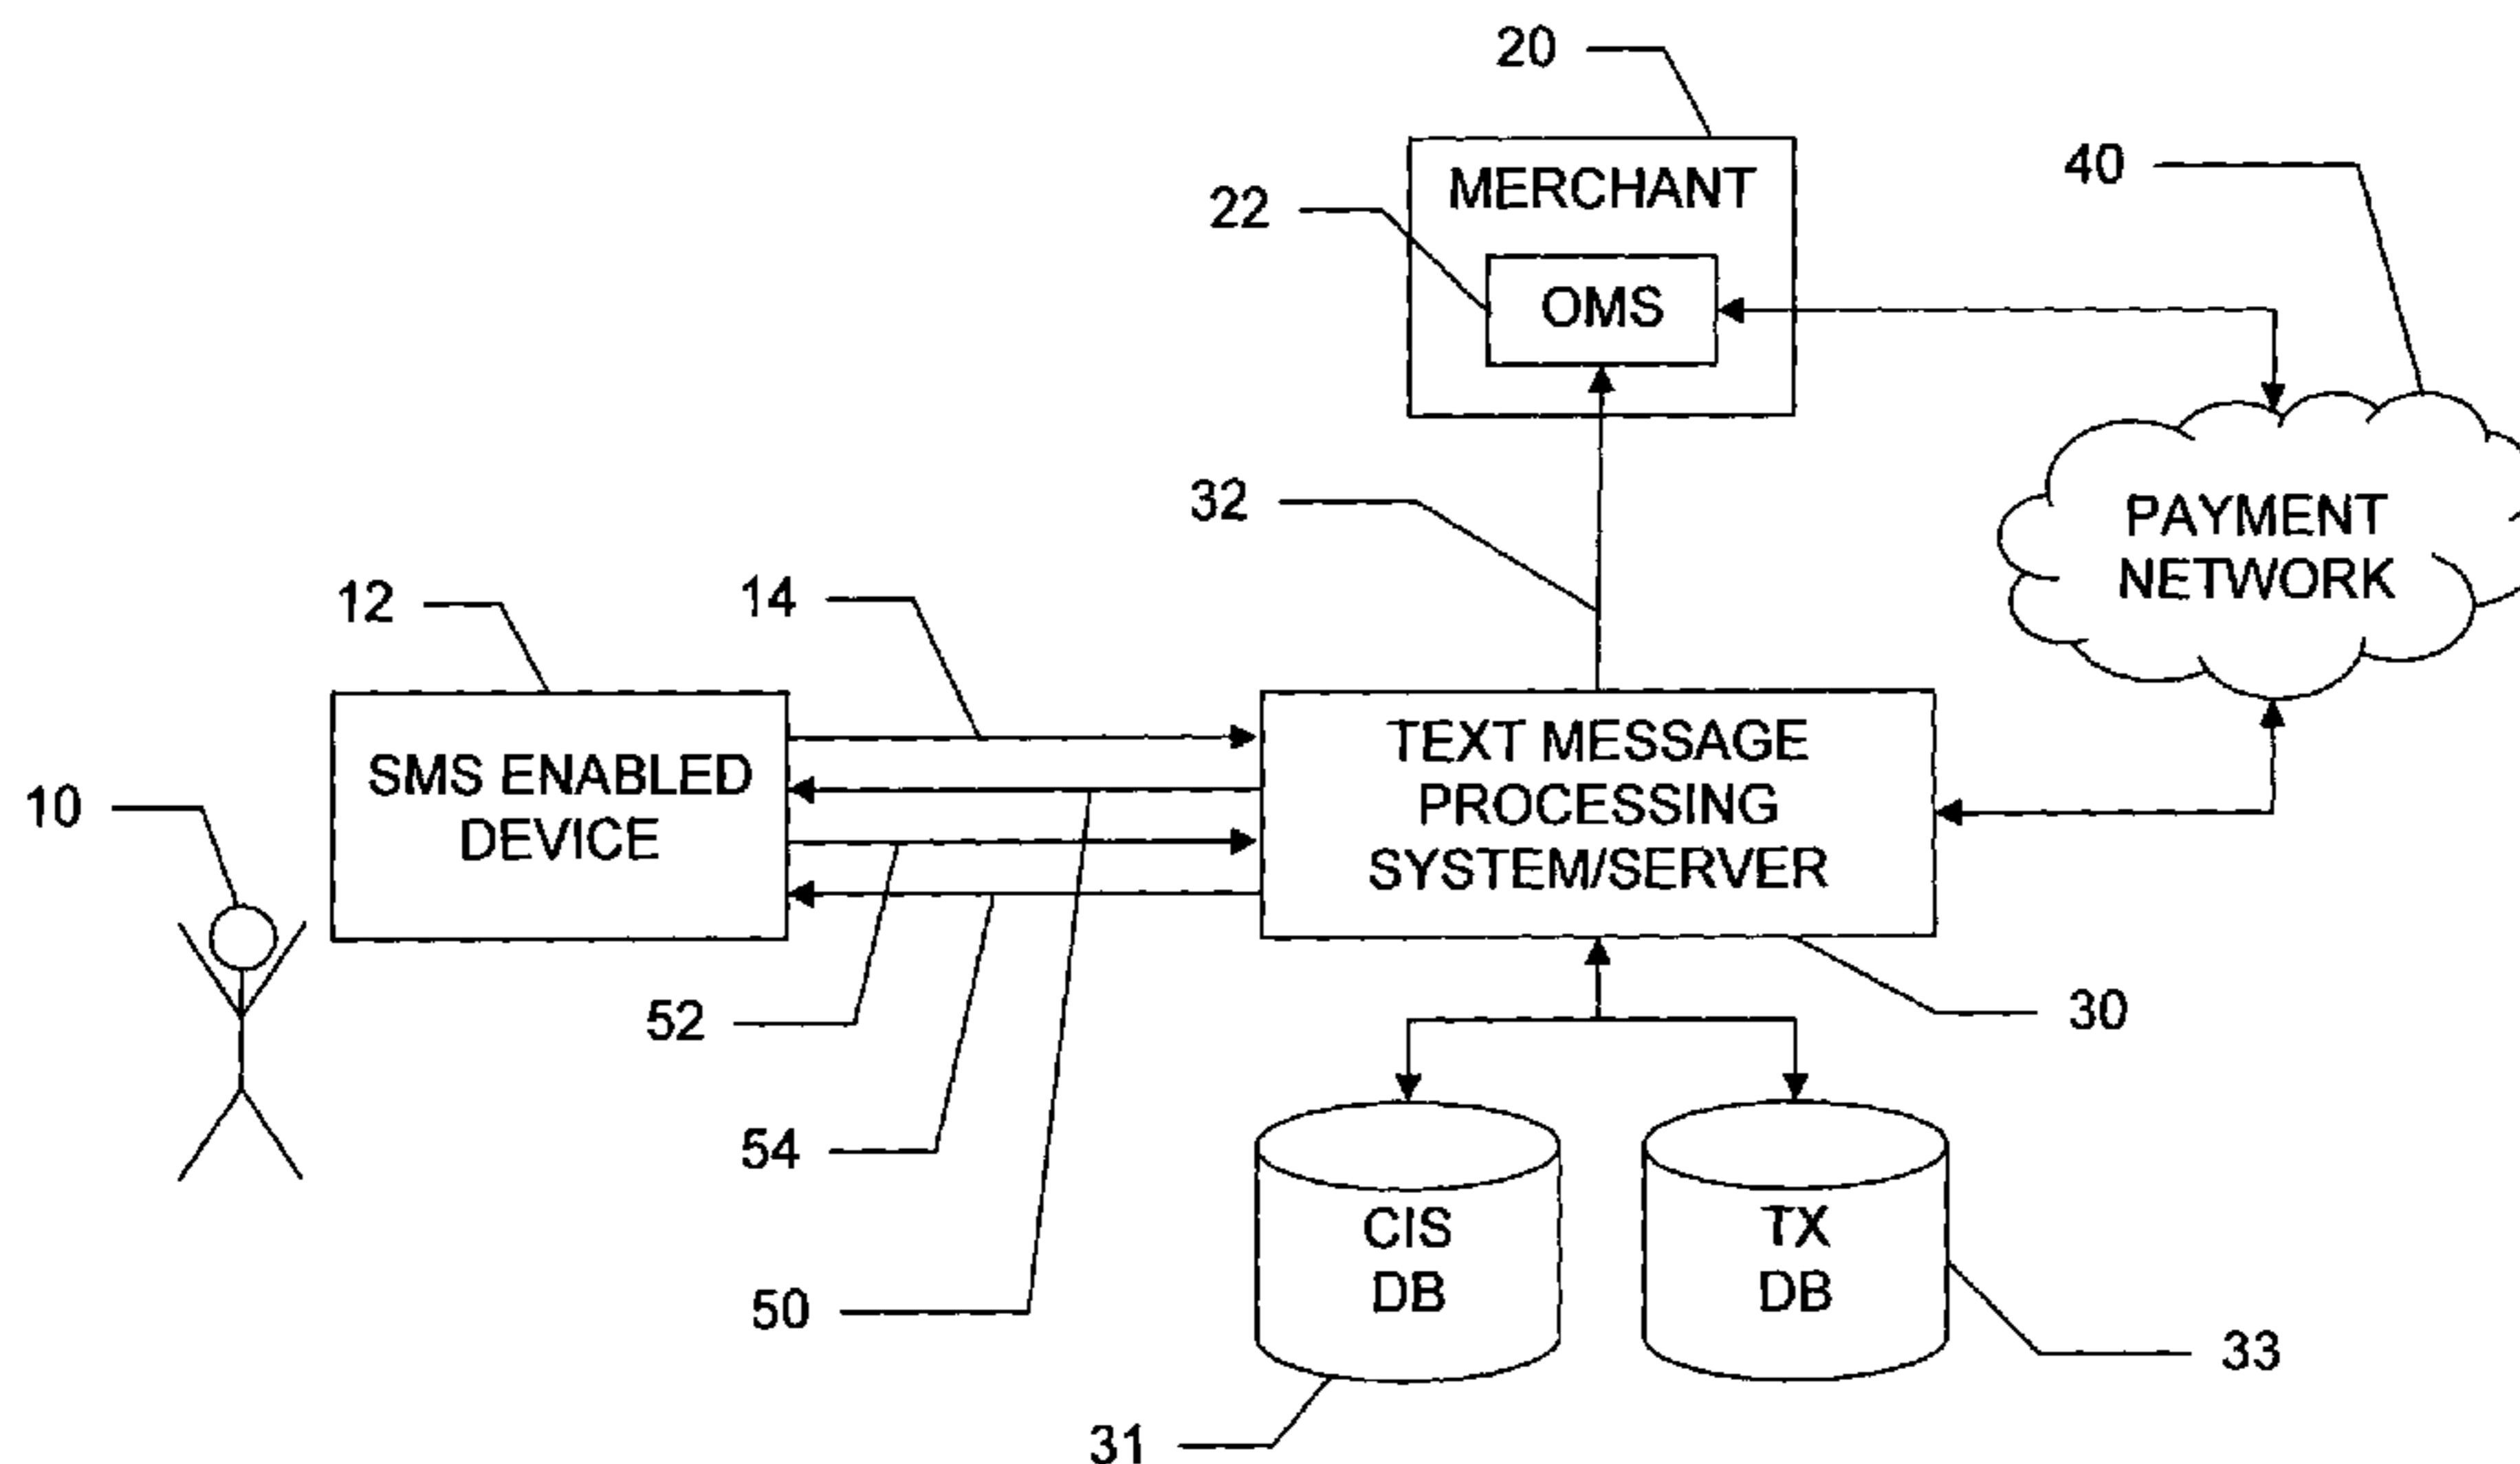 20
MERCHANT
40
22
OMS
32
PAYMENT
NETWORK
12
14
SMS ENABLED
DEVICE
TEXT MESSAGE
PROCESSING
SYSTEM/SERVER
10
52
30
54
50
CIS
DB
TX
DB
33
31